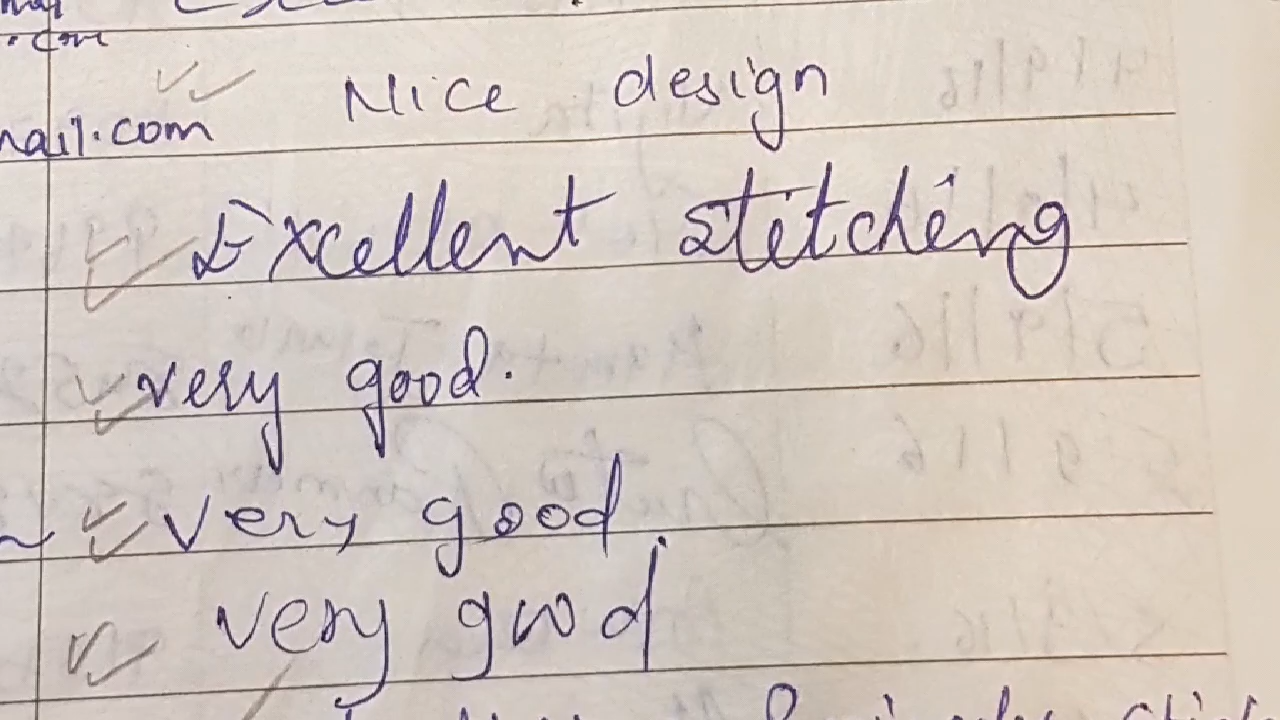 .com
Nice design
mail.com
Excellent stitching
very good.
very good.
very good